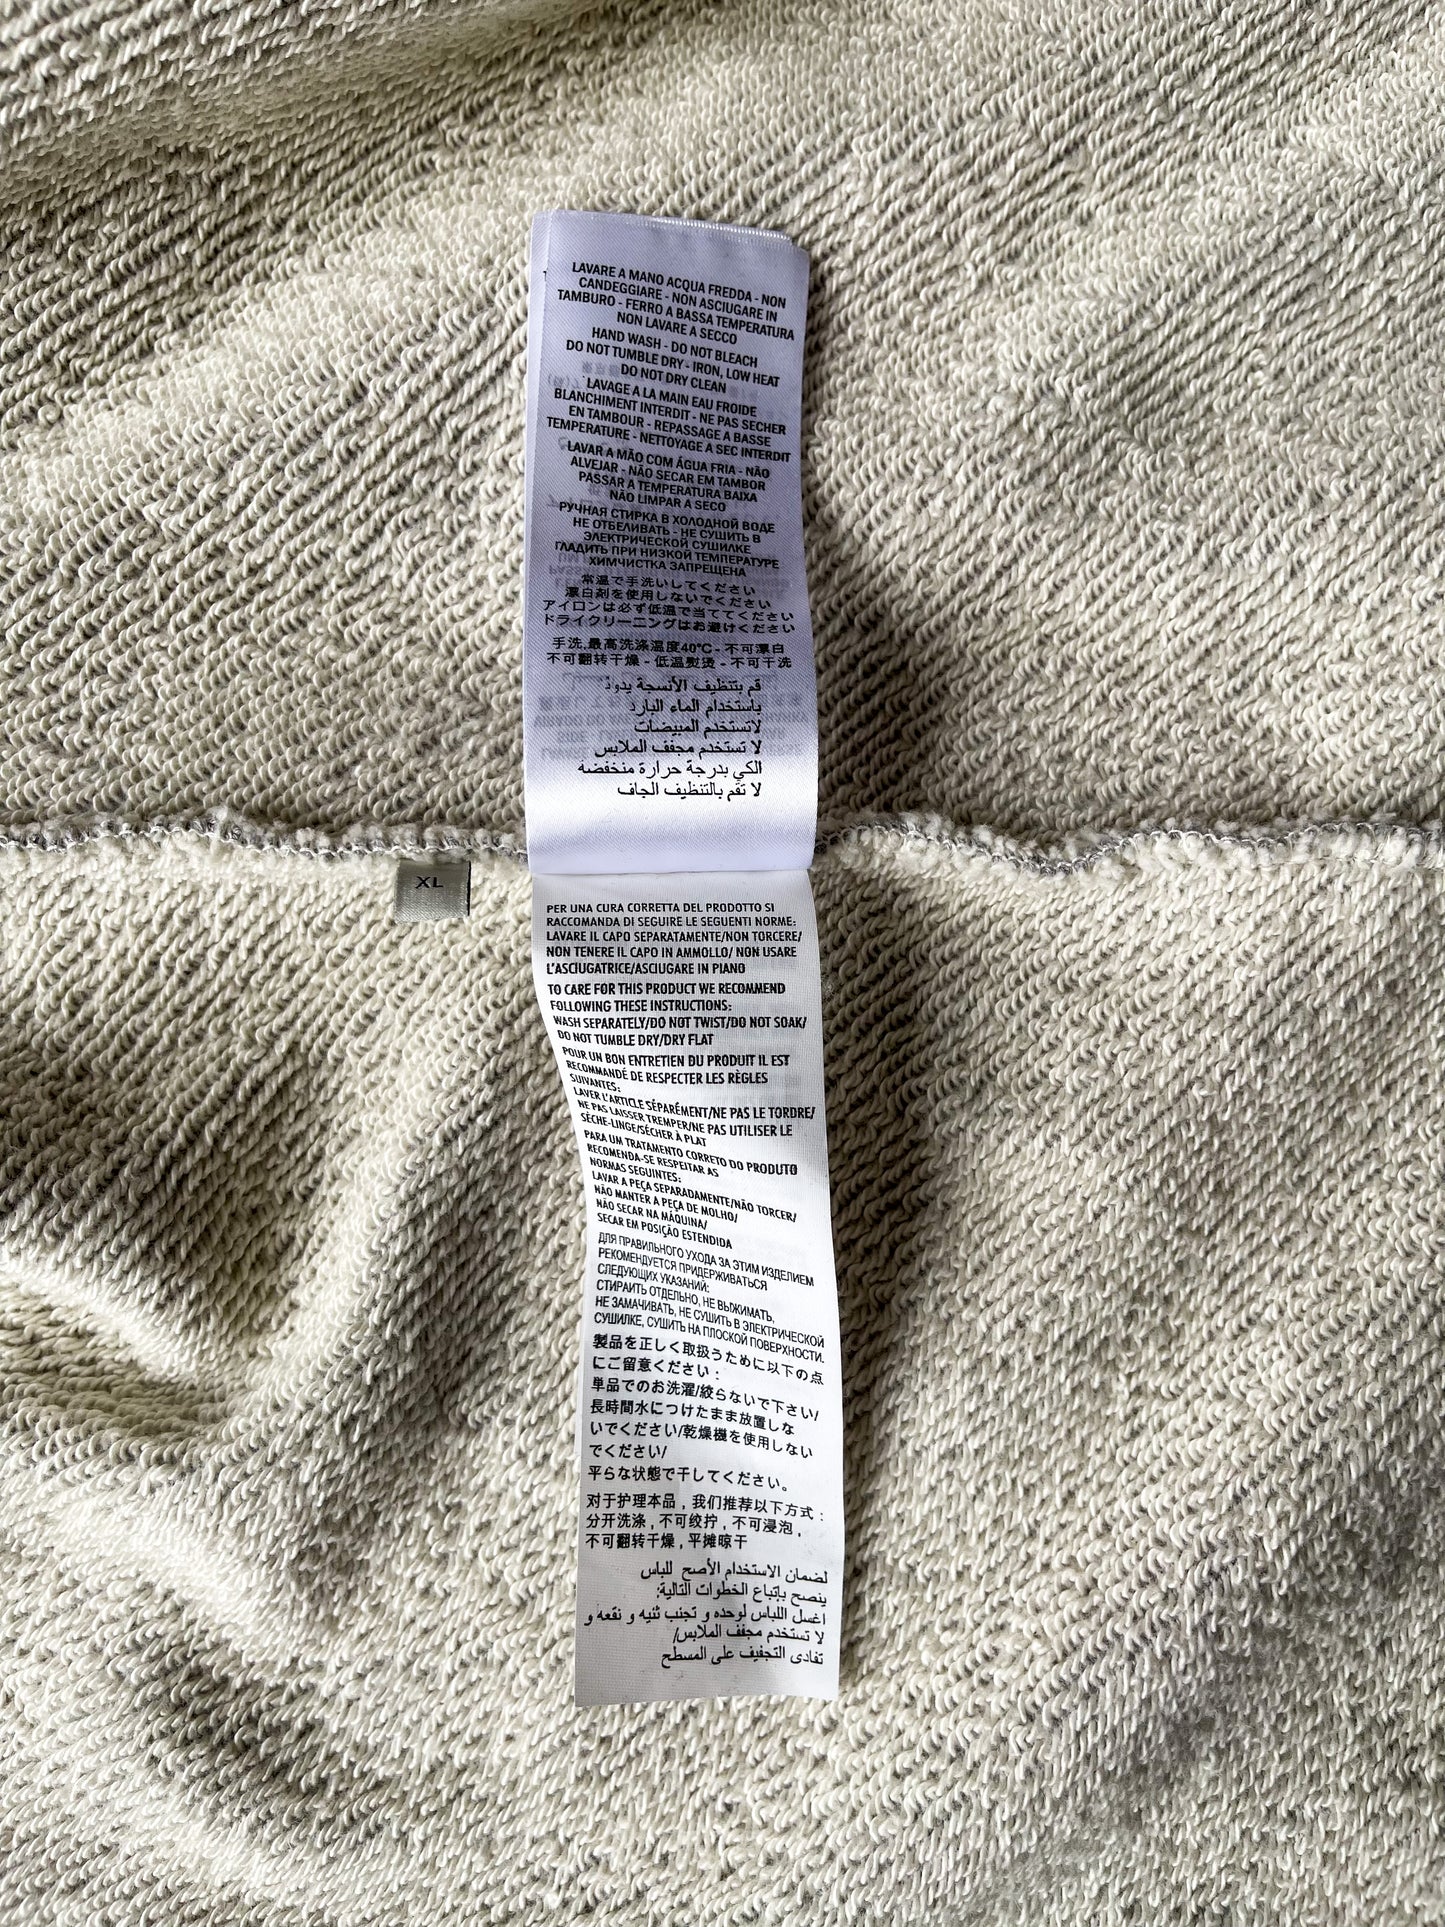 LAVARE A MANO ACQUA FREDDA - NON
CANDEGGIARE - NON ASCIUGARE IN
TAMBURO - FERRO A BASSA TEMPERATURA
NON LAVARE A SECCO
HAND WASH - DO NOT BLEACH
DO NOT TUMBLE DRY - IRON, LOW HEAT
DO NOT DRY CLEAN
LAVAGE A LA MAIN EAU FROIDE
BLANCHIMENT INTERDIT - NE PAS SECHER
EN TAMBOUR - REPASSAGE A BASSE
TEMPERATURE - NETTOYAGE A SEC INTERDIT
LAVAR A MÃO COM ÁGUA FRIA - NÃO
ALVEJAR - NÃO SECAR EM TAMBOR
PASSAR A TEMPERATURA BAIXA
NÃO LIMPAR A SECO
РУЧНАЯ СТИРКА В ХОЛОДНОЙ ВОДЕ
НЕ ОТБЕЛИВАТЬ - НЕ СУШИТЬ В
ЭЛЕКТРИЧЕСКОЙ СУШИЛКЕ
ГЛАДИТЬ ПРИ НИЗКОЙ ТЕМПЕРАТУРЕ
ХИМЧИСТКА ЗАПРЕЩЕНА
常温で手洗いしてください
漂白剤を使用しないでください
アイロンは必ず低温で当ててください
ドライクリーニングはお避けください
手洗,最高洗涤温度40°C - 不可漂白
不可翻转干燥 - 低温熨烫 - 不可干洗
قم بتنظيف الأنسجة يدويا
باستخدام الماء البارد
لاتستخدم المبيضات
لا تستخدم مجفف الملابس
الكي بدرجة حرارة منخفضة
لا تقم بالتنظيف الجاف
XL
PER UNA CURA CORRETTA DEL PRODOTTO SI
RACCOMANDA DI SEGUIRE LE SEGUENTI NORME:
LAVARE IL CAPO SEPARATAMENTE/NON TORCERE/
NON TENERE IL CAPO IN AMMOLLO/ NON USARE
L'ASCIUGATRICE/ASCIUGARE IN PIANO
TO CARE FOR THIS PRODUCT WE RECOMMEND
FOLLOWING THESE INSTRUCTIONS:
WASH SEPARATELY/DO NOT TWIST/DO NOT SOAK/
DO NOT TUMBLE DRY/DRY FLAT
POUR UN BON ENTRETIEN DU PRODUIT IL EST
RECOMMANDÉ DE RESPECTER LES RÈGLES
SUIVANTES:
LAVER L'ARTICLE SÉPARÉMENT/NE PAS LE TORDRE/
NE PAS LAISSER TREMPER/NE PAS UTILISER LE
SÈCHE-LINGE/SÉCHER À PLAT
PARA UM TRATAMENTO CORRETO DO PRODUTO
RECOMENDA-SE RESPEITAR AS
NORMAS SEGUINTES:
LAVAR A PEÇA SEPARADAMENTE/NÃO TORCER/
NÃO MANTER A PEÇA DE MOLHO/
NÃO SECAR NA MÁQUINA/
SECAR EM POSIÇÃO ESTENDIDA
ДЛЯ ПРАВИЛЬНОГО УХОДА ЗА ЭТИМ ИЗДЕЛИЕМ
РЕКОМЕНДУЕТСЯ ПРИДЕРЖИВАТЬСЯ
СЛЕДУЮЩИХ УКАЗАНИЙ:
СТИРАИТЬ ОТДЕЛЬНО, НЕ ВЫЖИМАТЬ,
НЕ ЗАМАЧИВАТЬ, НЕ СУШИТЬ В ЭЛЕКТРИЧЕСКОЙ
СУШИЛКЕ, СУШИТЬ НА ПЛОСКОЙ ПОВЕРХНОСТИ.
製品を正しく取扱うために以下の点
にご留意ください：
単品でのお洗濯/絞らないで下さい/
長時間水につけたまま放置しな
いでください/乾燥機を使用しない
でください/
平らな状態で干してください。
对于护理本品，我们推荐以下方式：
分开洗涤，不可绞拧，不可浸泡，
不可翻转干燥，平摊晾干
لضمان الاستخدام الأصح للباس
ينصح بإتباع الخطوات التالية:
اغسل اللباس لوحده و تجنب ثنيه و نقعه و
لا تستخدم مجفف الملابس/
تفادى التجفيف على المسطح